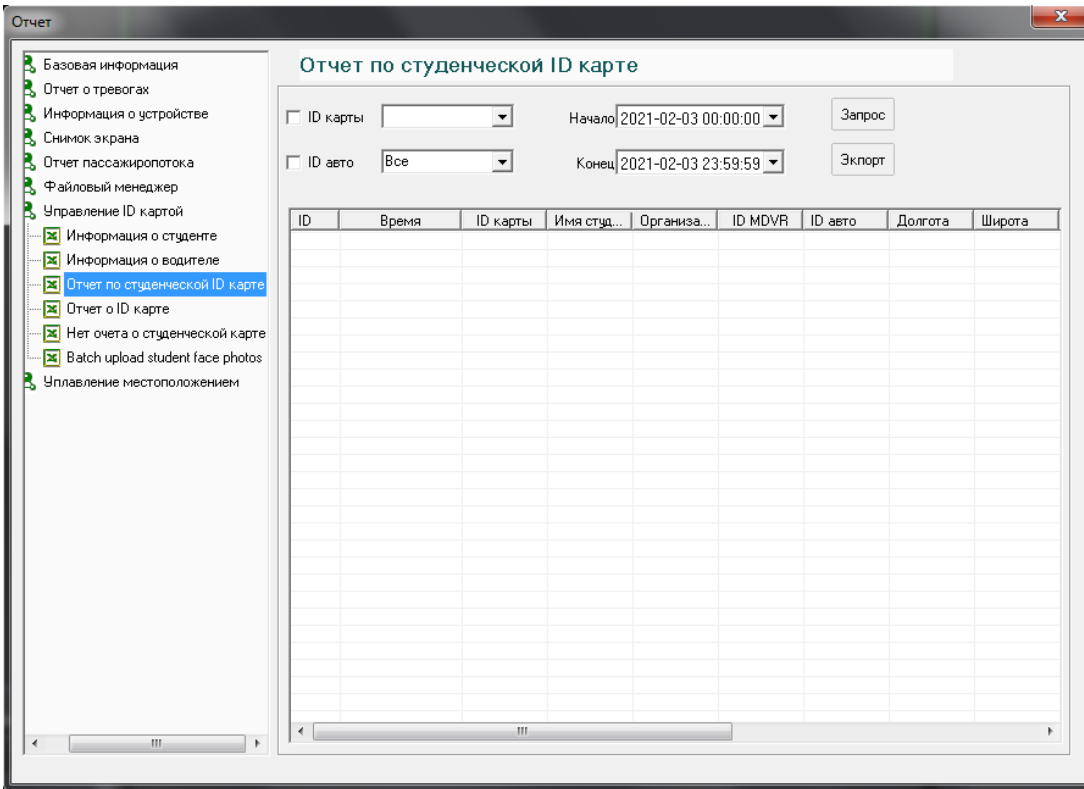 Отчет
Базовая информация
Отчет о тревогах
Информация о устройстве
Снимок экрана
Отчет пассажиропотока
Файловый менеджер
Управление ID картой
Информация о студенте
Информация о водителе
Отчет по студенческой ID карте
Отчет о ID карте
Нет очета о студенческой карте
Batch upload student face photos
Уплавление местоположением
Отчет по студенческой ID карте
ID карты Начало 2021-02-03 00:00:00 Запрос
ID авто Все Конец 2021-02-03 23:59:59 Экпорт
ID Время ID карты Имя студ... Организа... ID MDVR ID авто Долгота Широта